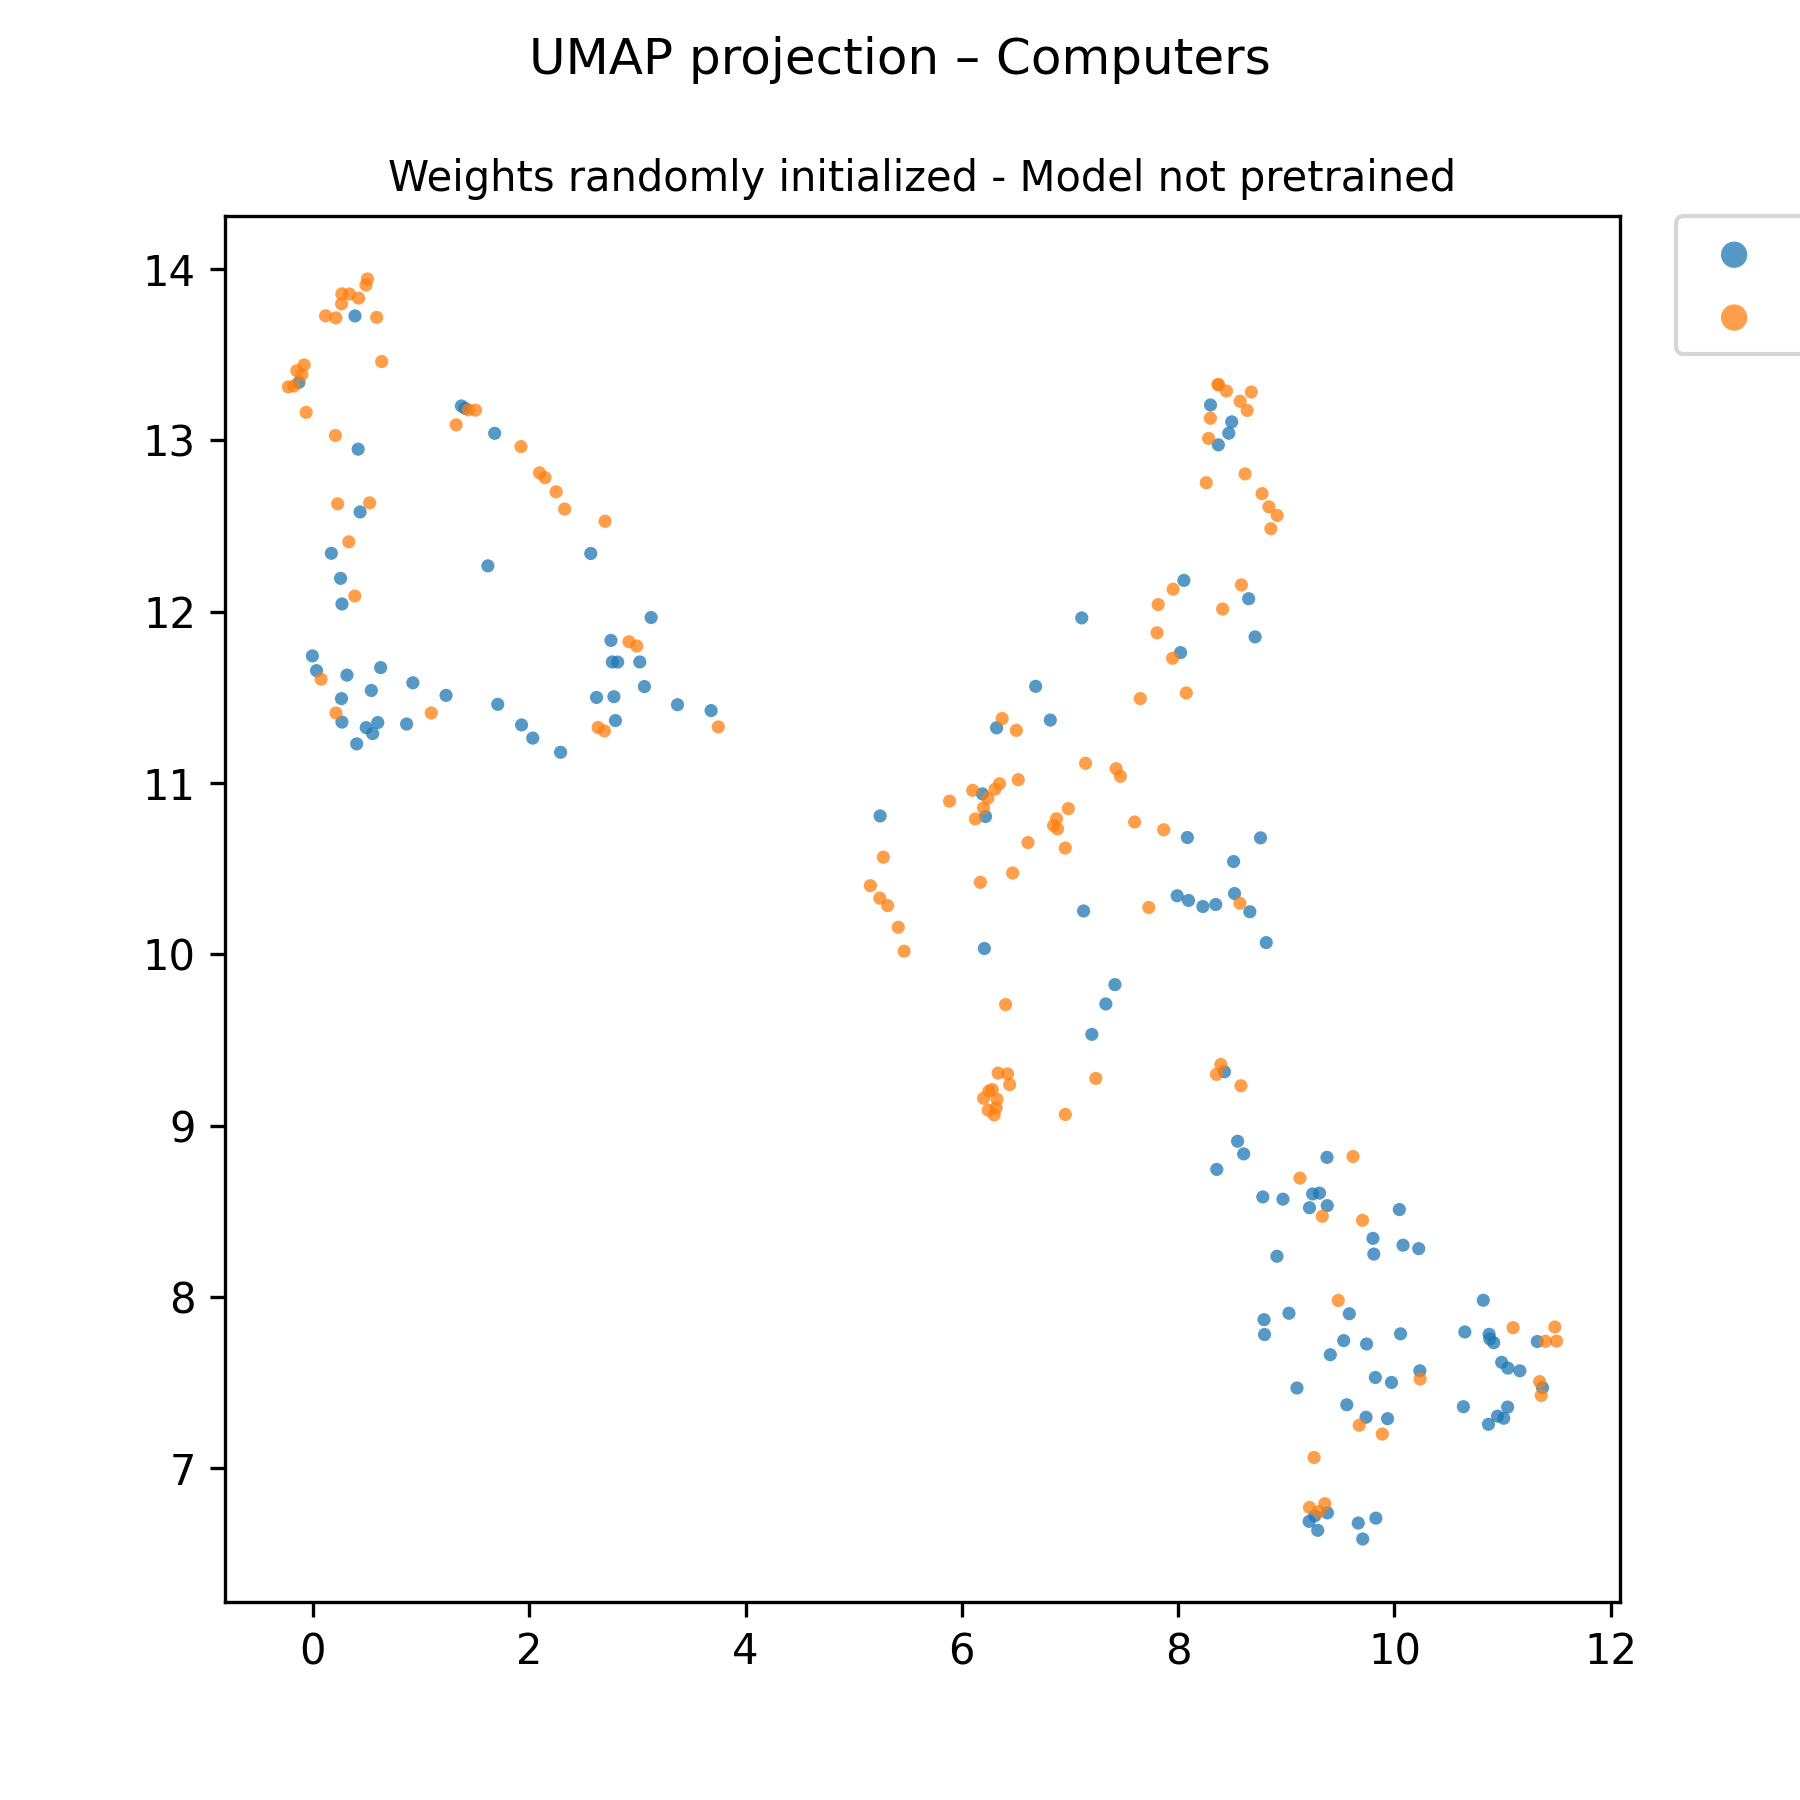 UMAP projection – Computers
Weights randomly initialized - Model not pretrained
14
13
12
11
10
9
8
7
0 2 4 6 8 10 12